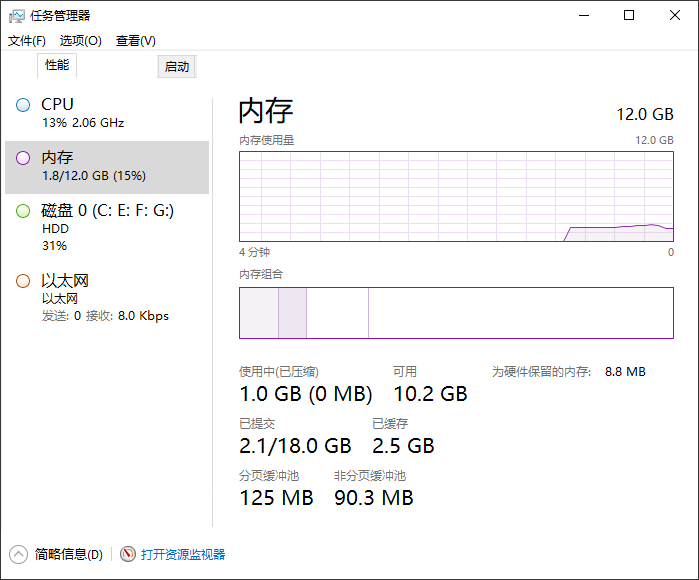 任务管理器
文件(F) 选项(O) 查看(V)
性能 启动
CPU
13% 2.06 GHz
内存
1.8/12.0 GB (15%)
磁盘 0 (C: E: F: G:)
HDD
31%
以太网
以太网
发送: 0 接收: 8.0 Kbps
内存 12.0 GB
内存使用量 12.0 GB
4 分钟 0
内存组合
使用中(已压缩) 可用 为硬件保留的内存: 8.8 MB
1.0 GB (0 MB) 10.2 GB
已提交 已缓存
2.1/18.0 GB 2.5 GB
分页缓冲池 非分页缓冲池
125 MB 90.3 MB
简略信息(D) 打开资源监视器